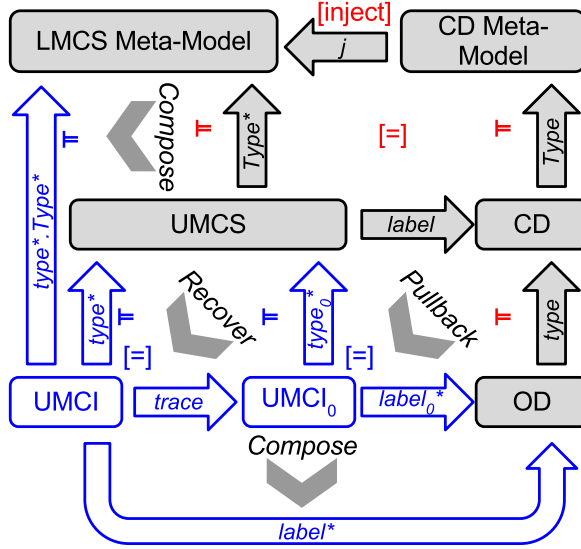 [inject]
LMCS Meta-Model
j
CD Meta-
Model
Compose
⊨
⊨
Type*
[=]
⊨
Type
type*.Type*
UMCS
label
CD
type*
⊨
Recover
⊨
type₀*
Pullback
⊨
type
[=]
[=]
UMCI
trace
UMCI₀
label₀*
OD
Compose
label*